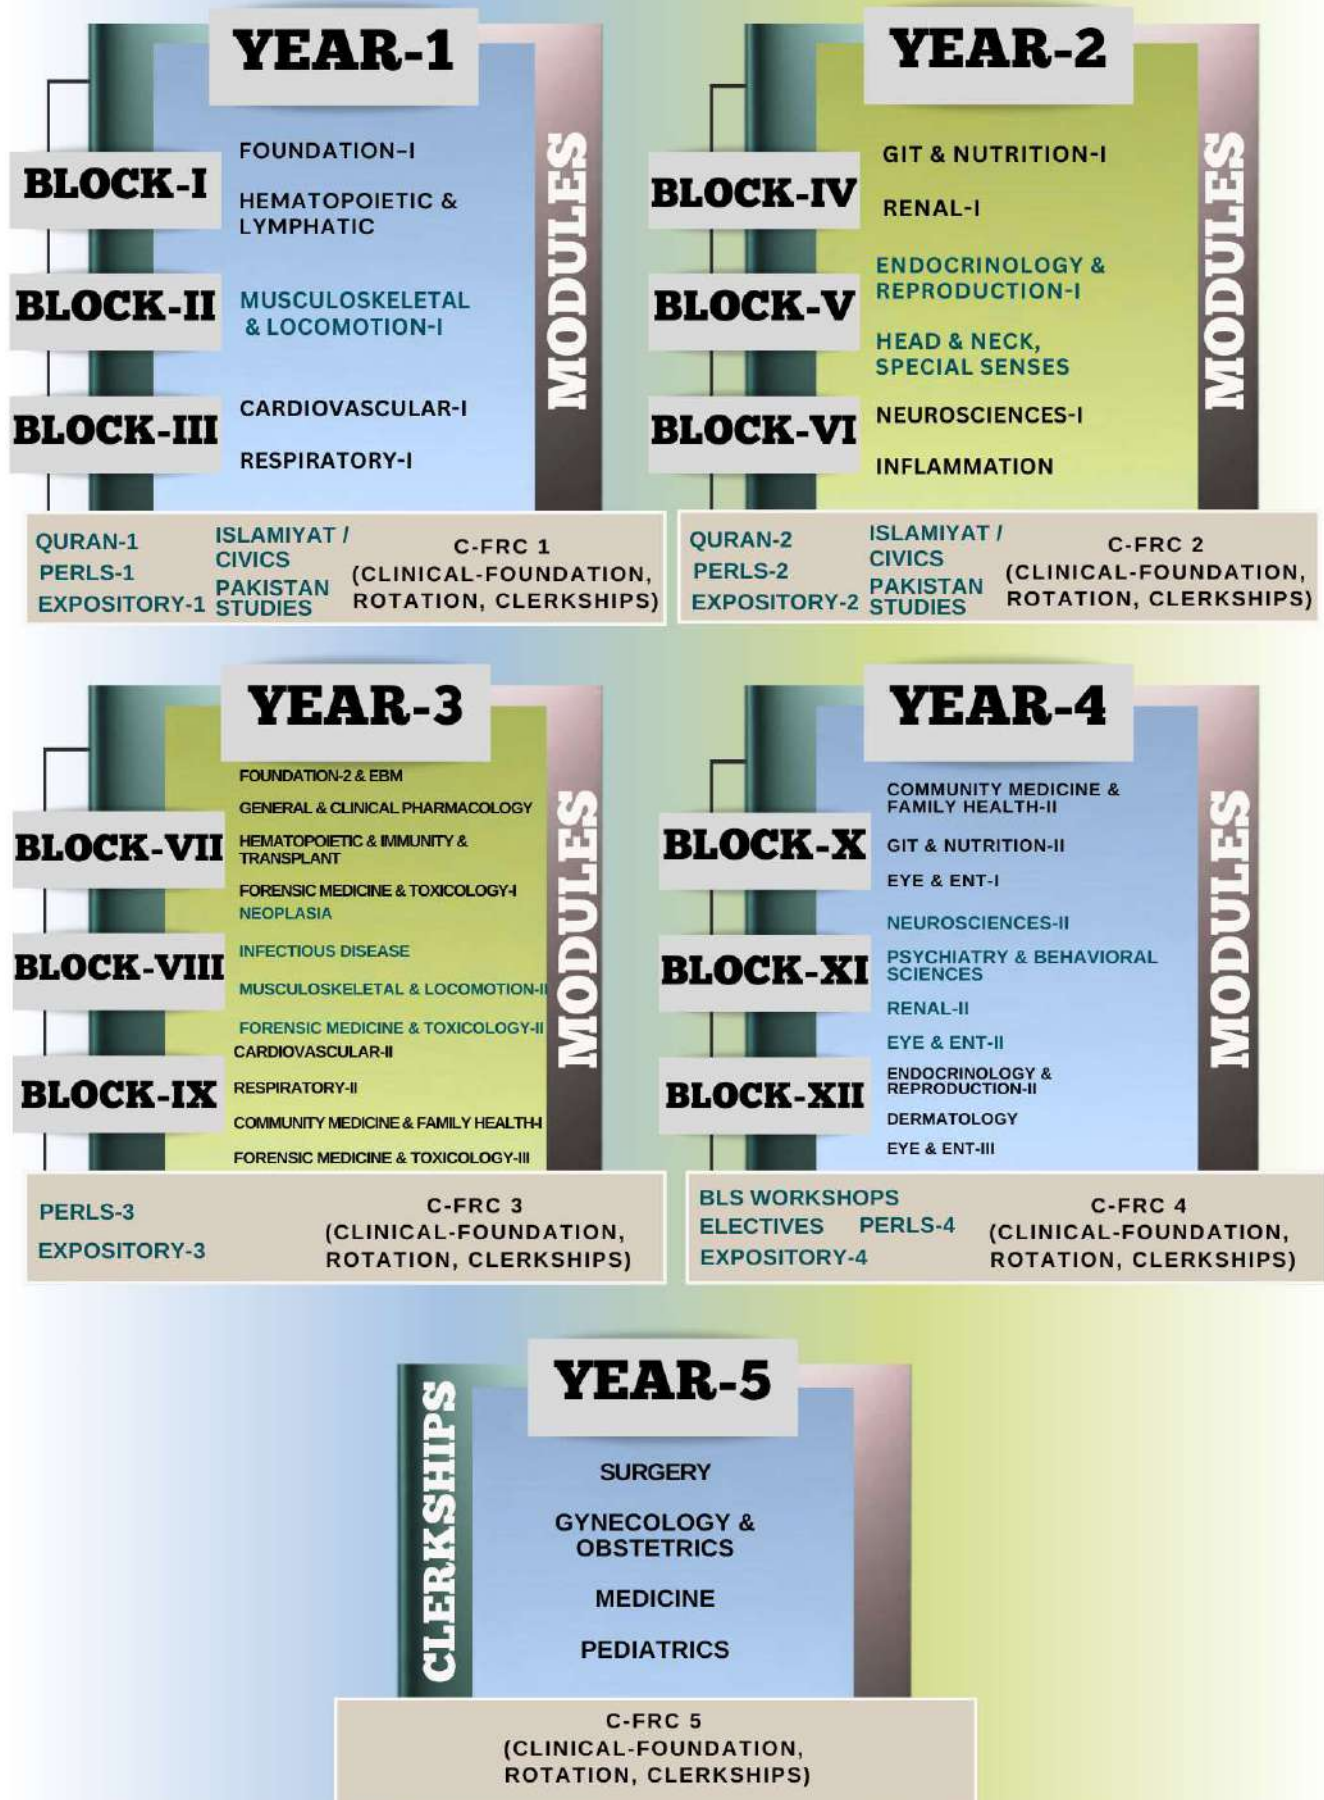 YEAR-1
BLOCK-I
FOUNDATION-I
HEMATOPOIETIC &
LYMPHATIC
BLOCK-II
MUSCULOSKELETAL
& LOCOMOTION-I
BLOCK-III
CARDIOVASCULAR-I
RESPIRATORY-I
MODULES
QURAN-1
PERLS-1
EXPOSITORY-1
ISLAMIYAT /
CIVICS
PAKISTAN
STUDIES
C-FRC 1
(CLINICAL-FOUNDATION,
ROTATION, CLERKSHIPS)
YEAR-2
BLOCK-IV
GIT & NUTRITION-I
RENAL-I
BLOCK-V
ENDOCRINOLOGY &
REPRODUCTION-I
HEAD & NECK,
SPECIAL SENSES
BLOCK-VI
NEUROSCIENCES-I
INFLAMMATION
MODULES
QURAN-2
PERLS-2
EXPOSITORY-2
ISLAMIYAT /
CIVICS
PAKISTAN
STUDIES
C-FRC 2
(CLINICAL-FOUNDATION,
ROTATION, CLERKSHIPS)
YEAR-3
BLOCK-VII
FOUNDATION-2 & EBM
GENERAL & CLINICAL PHARMACOLOGY
HEMATOPOIETIC & IMMUNITY &
TRANSPLANT
FORENSIC MEDICINE & TOXICOLOGY-I
BLOCK-VIII
NEOPLASIA
INFECTIOUS DISEASE
MUSCULOSKELETAL & LOCOMOTION-II
FORENSIC MEDICINE & TOXICOLOGY-II
BLOCK-IX
CARDIOVASCULAR-II
RESPIRATORY-II
COMMUNITY MEDICINE & FAMILY HEALTH-I
FORENSIC MEDICINE & TOXICOLOGY-III
MODULES
PERLS-3
EXPOSITORY-3
C-FRC 3
(CLINICAL-FOUNDATION,
ROTATION, CLERKSHIPS)
YEAR-4
BLOCK-X
COMMUNITY MEDICINE &
FAMILY HEALTH-II
GIT & NUTRITION-II
EYE & ENT-I
BLOCK-XI
NEUROSCIENCES-II
PSYCHIATRY & BEHAVIORAL
SCIENCES
RENAL-II
EYE & ENT-II
BLOCK-XII
ENDOCRINOLOGY &
REPRODUCTION-II
DERMATOLOGY
EYE & ENT-III
MODULES
BLS WORKSHOPS
ELECTIVES PERLS-4
EXPOSITORY-4
C-FRC 4
(CLINICAL-FOUNDATION,
ROTATION, CLERKSHIPS)
YEAR-5
CLERKSHIPS
SURGERY
GYNECOLOGY &
OBSTETRICS
MEDICINE
PEDIATRICS
C-FRC 5
(CLINICAL-FOUNDATION,
ROTATION, CLERKSHIPS)